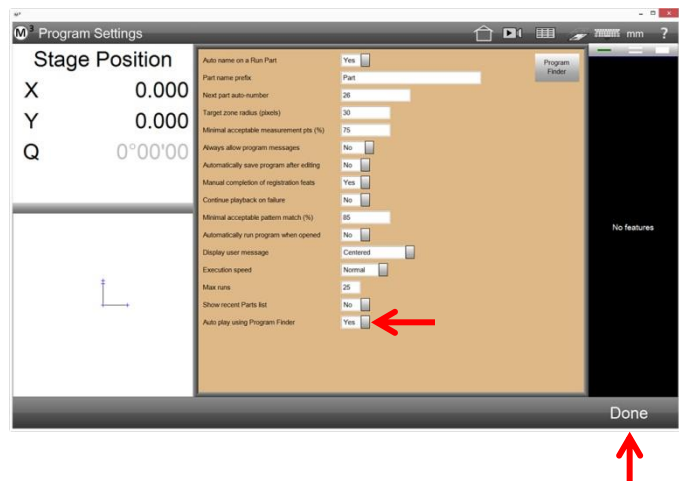 M³
M³ Program Settings
mm ?
Stage Position
X 0.000
Y 0.000
Q 0°00'00
Auto name on a Run Part Yes
Program Finder
Part name prefix Part
Next part auto-number 26
Target zone radius (pixels) 30
Minimal acceptable measurement pts (%) 75
Always allow program messages No
Automatically save program after editing No
Manual completion of registration feats Yes
Continue playback on failure No
Minimal acceptable pattern match (%) 85
Automatically run program when opened No
Display user message Centered
Execution speed Normal
Max runs 25
Show recent Parts list No
Auto play using Program Finder Yes
No features
Done